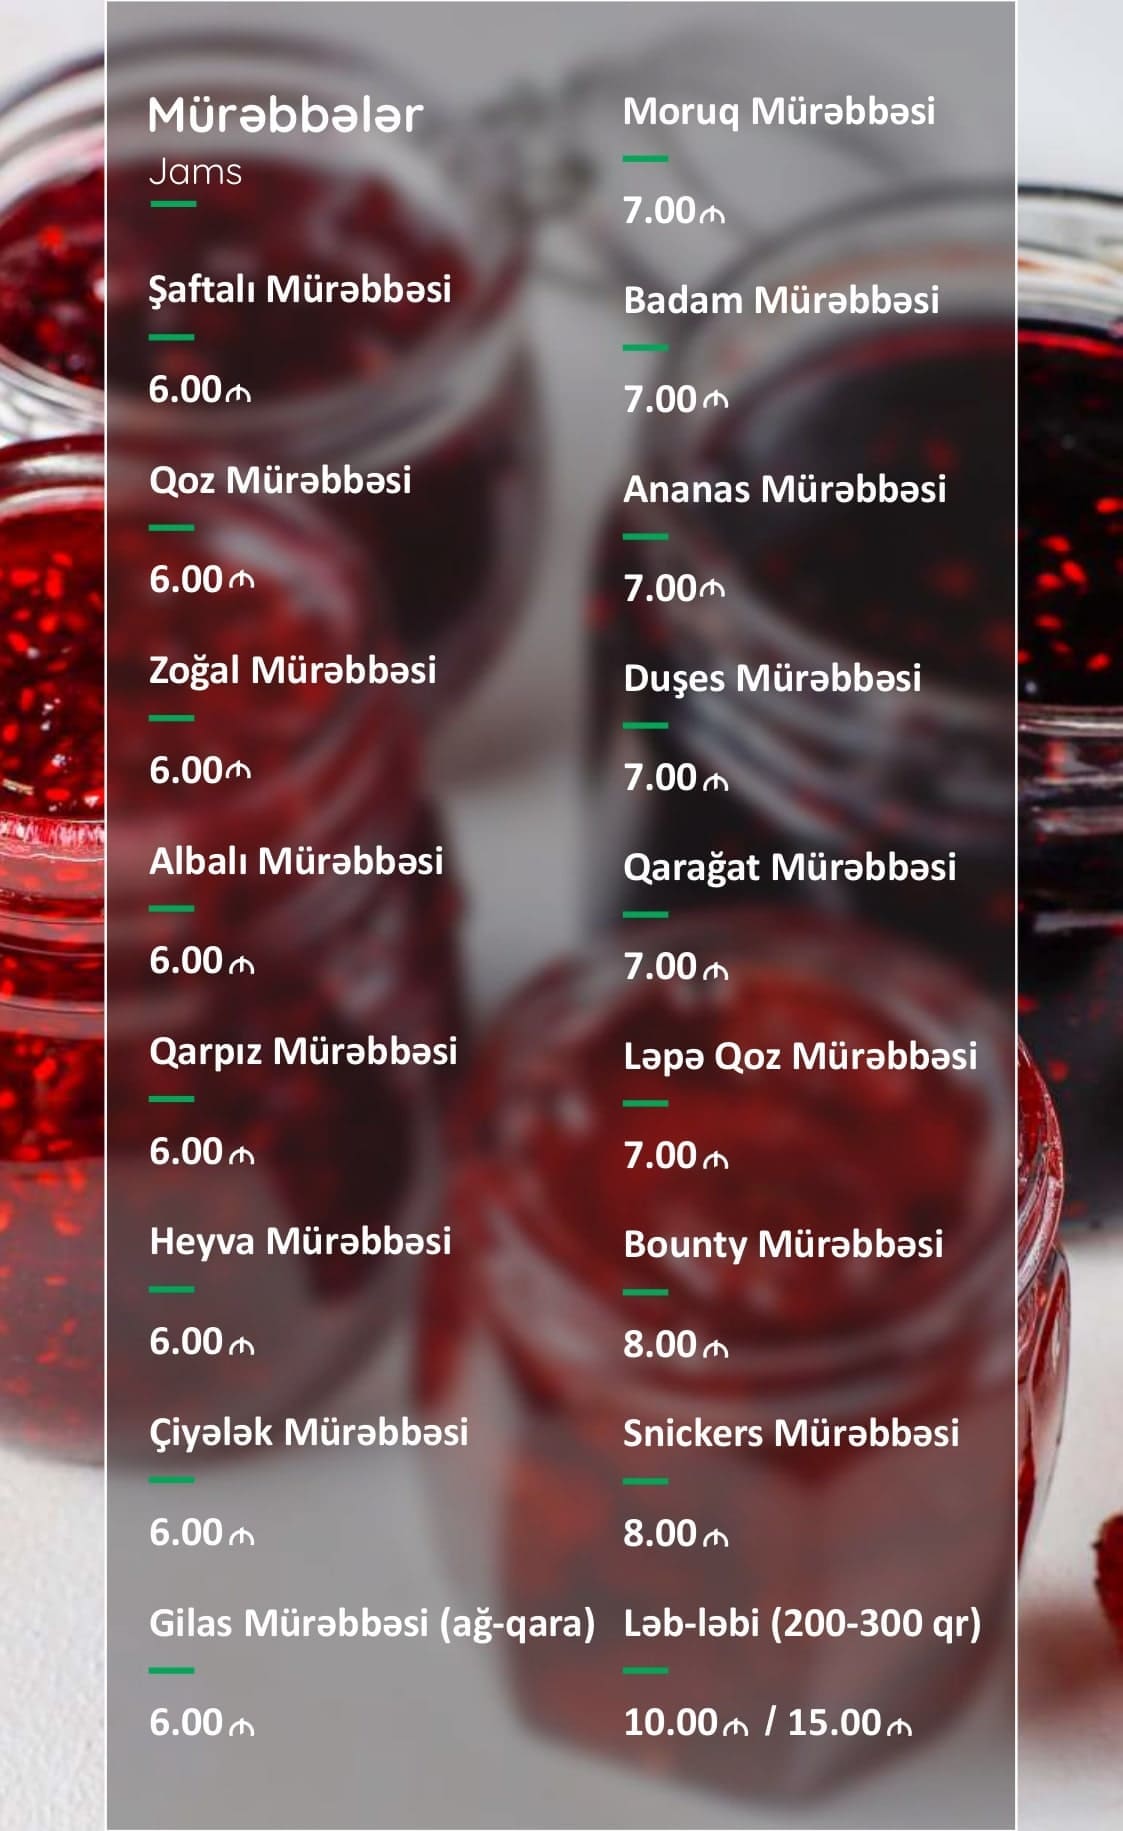 Mürəbbələr
Jams
Şaftalı Mürəbbəsi
6.00₼
Qoz Mürəbbəsi
6.00₼
Zoğal Mürəbbəsi
6.00₼
Albalı Mürəbbəsi
6.00₼
Qarpız Mürəbbəsi
6.00₼
Heyva Mürəbbəsi
6.00₼
Çiyələk Mürəbbəsi
6.00₼
Gilas Mürəbbəsi (ağ-qara)
6.00₼
Moruq Mürəbbəsi
7.00₼
Badam Mürəbbəsi
7.00₼
Ananas Mürəbbəsi
7.00₼
Duşes Mürəbbəsi
7.00₼
Qarağat Mürəbbəsi
7.00₼
Ləpə Qoz Mürəbbəsi
7.00₼
Bounty Mürəbbəsi
8.00₼
Snickers Mürəbbəsi
8.00₼
Ləb-ləbi (200-300 qr)
10.00₼ / 15.00₼